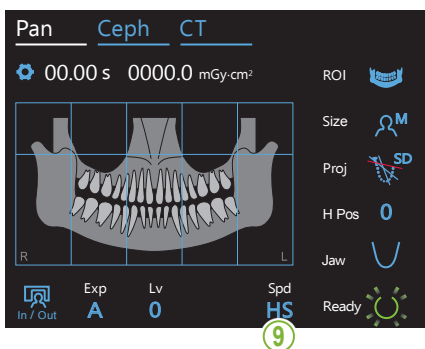 Pan Ceph CT
00.00 s 0000.0 mGy·cm²
ROI
Size M
Proj SD
H Pos 0
R L
Jaw
In / Out
Exp Lv Spd
A 0 HS
Ready
⑨